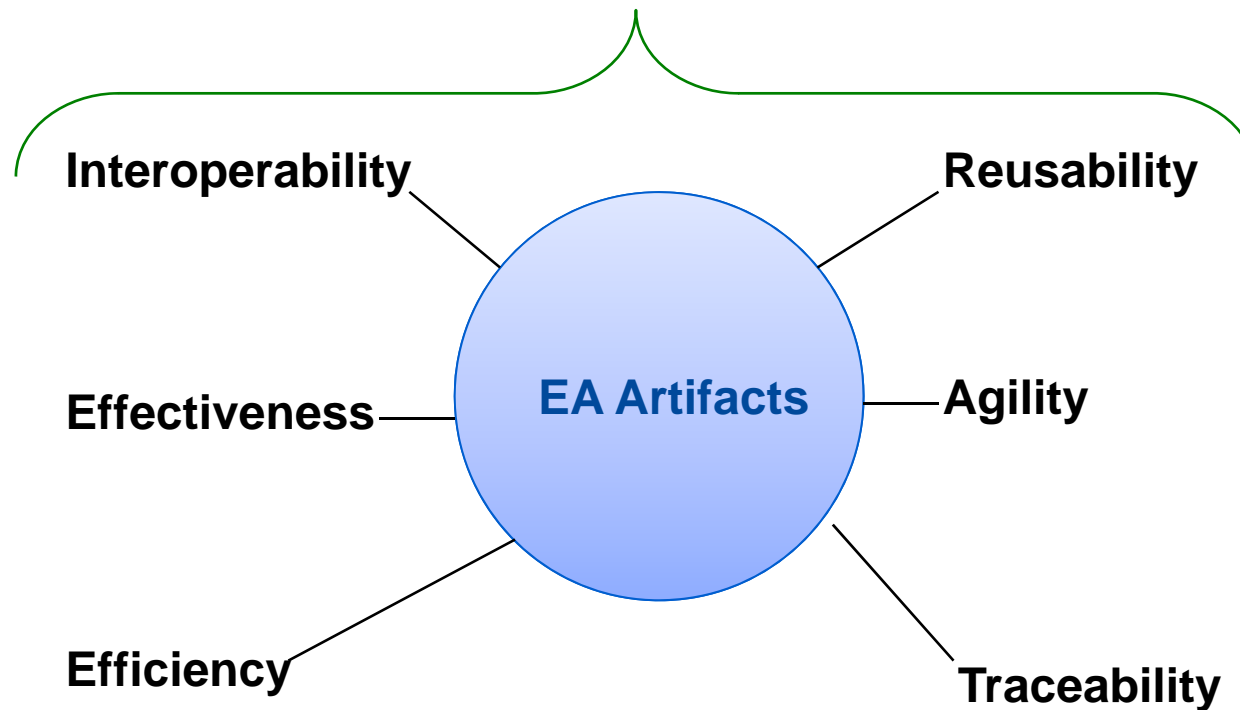 Interoperability
Reusability
Effectiveness
EA Artifacts
Agility
Efficiency
Traceability